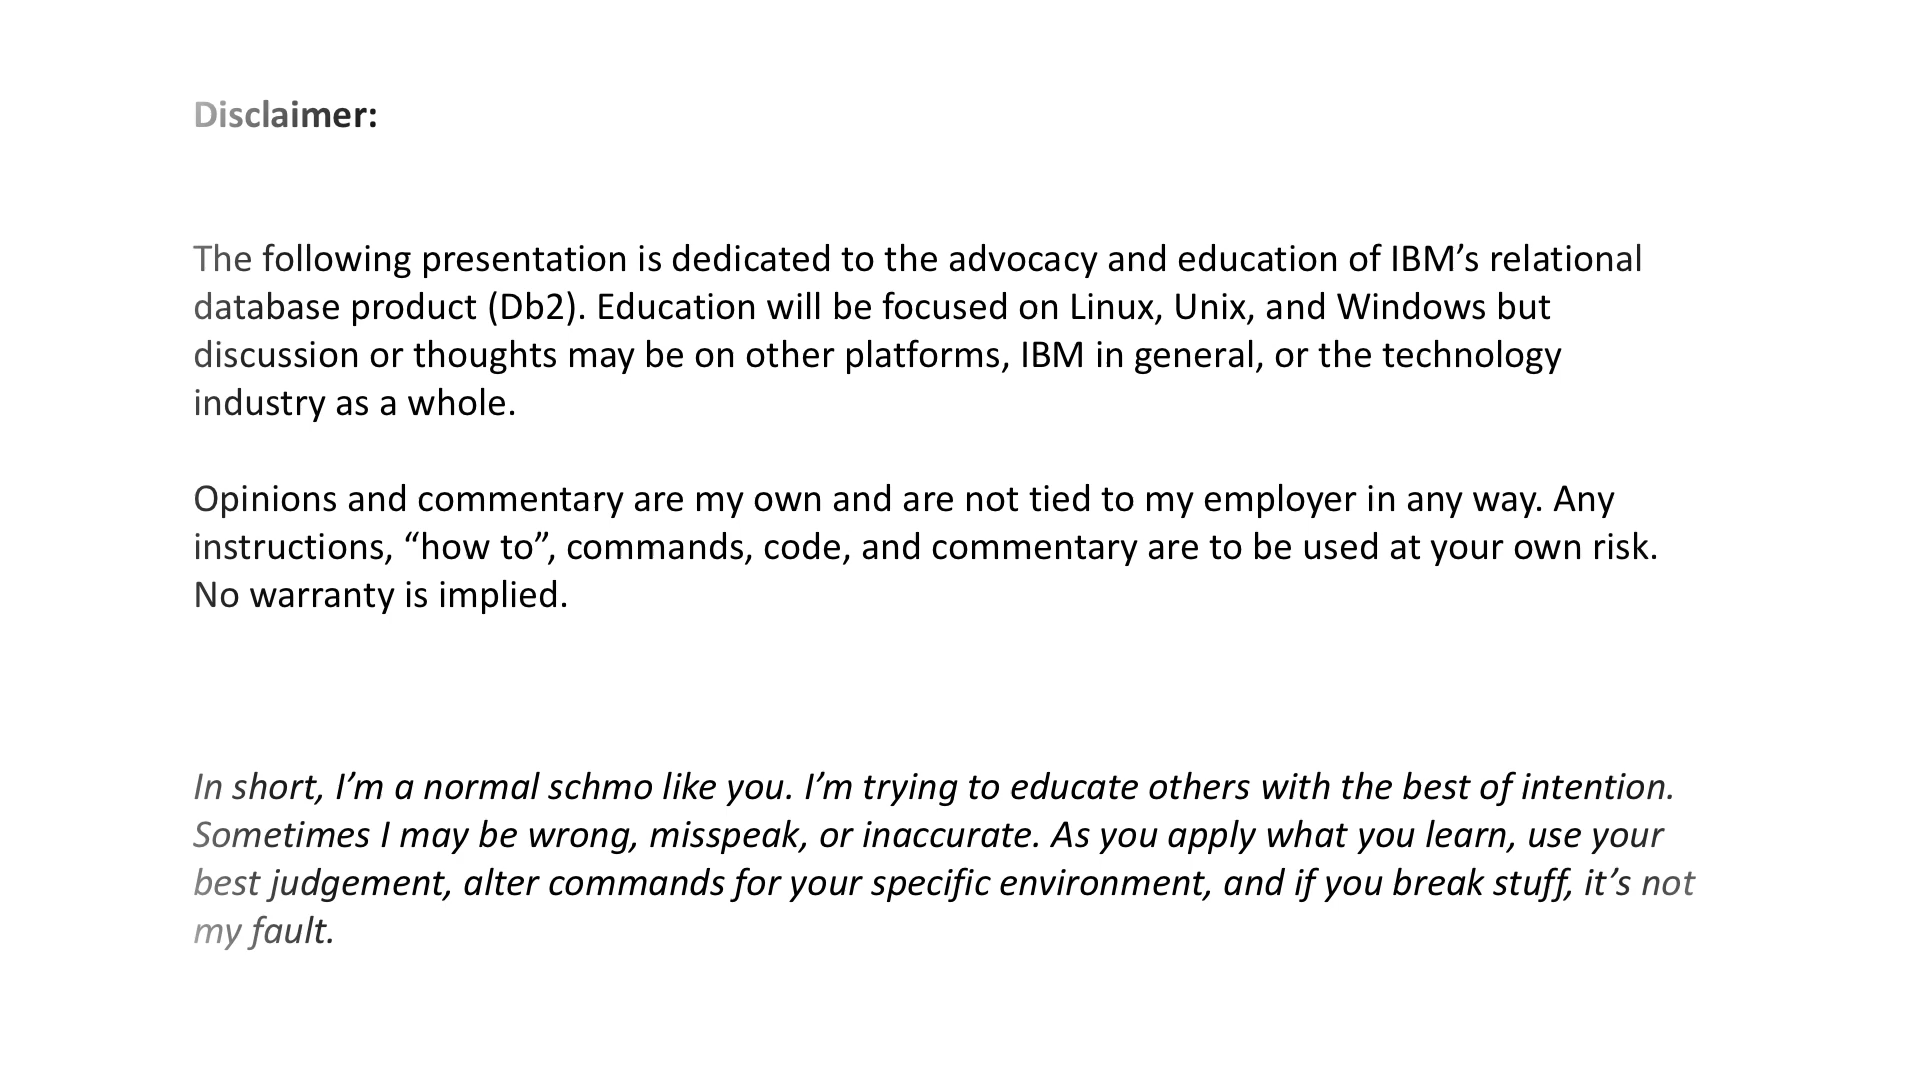 Disclaimer:
The following presentation is dedicated to the advocacy and education of IBM’s relational
database product (Db2). Education will be focused on Linux, Unix, and Windows but
discussion or thoughts may be on other platforms, IBM in general, or the technology
industry as a whole.
Opinions and commentary are my own and are not tied to my employer in any way. Any
instructions, “how to”, commands, code, and commentary are to be used at your own risk.
No warranty is implied.
In short, I’m a normal schmo like you. I’m trying to educate others with the best of intention.
Sometimes I may be wrong, misspeak, or inaccurate. As you apply what you learn, use your
best judgement, alter commands for your specific environment, and if you break stuff, it’s not
my fault.